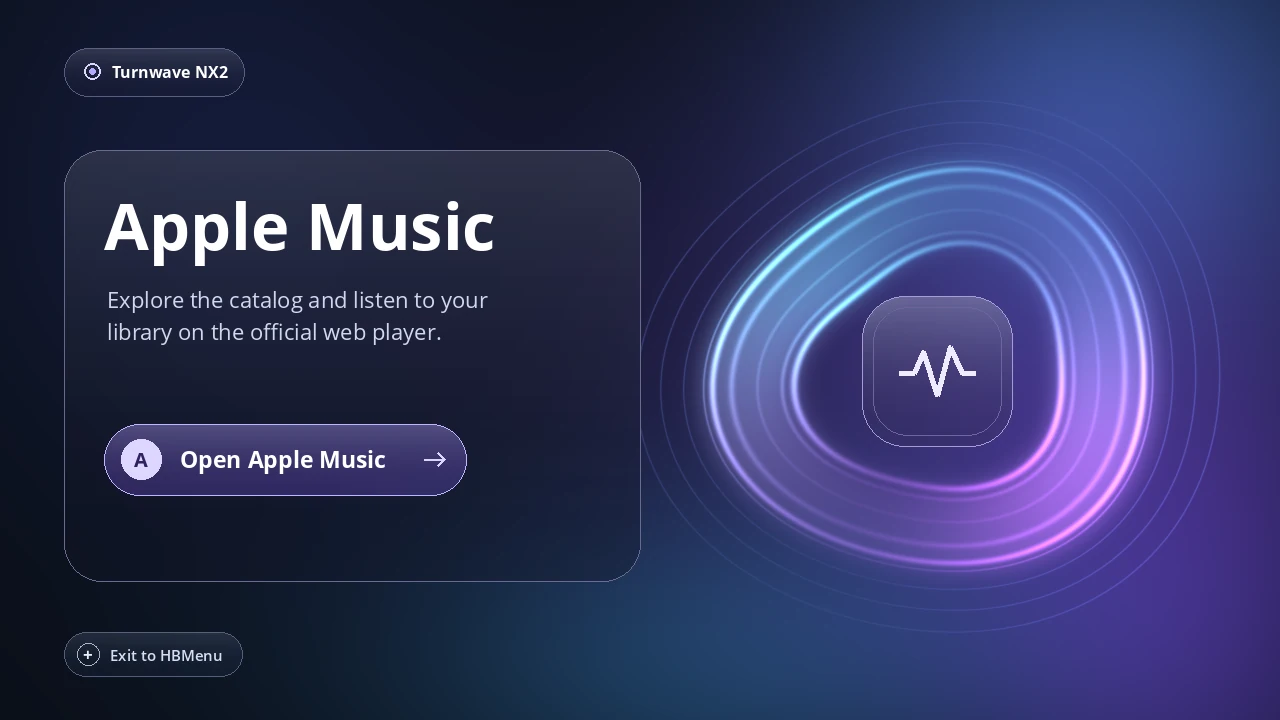 Turnwave NX2
Apple Music
Explore the catalog and listen to your
library on the official web player.
A Open Apple Music →
+ Exit to HBMenu